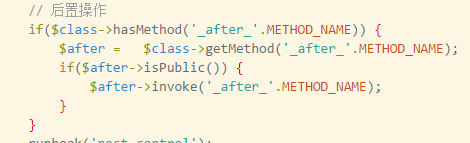 // 后置操作
if($class->hasMethod('_after_'.METHOD_NAME)) {
$after =   $class->getMethod('_after_'.METHOD_NAME);
if($after->isPublic()) {
$after->invoke('_after_'.METHOD_NAME);
}
}